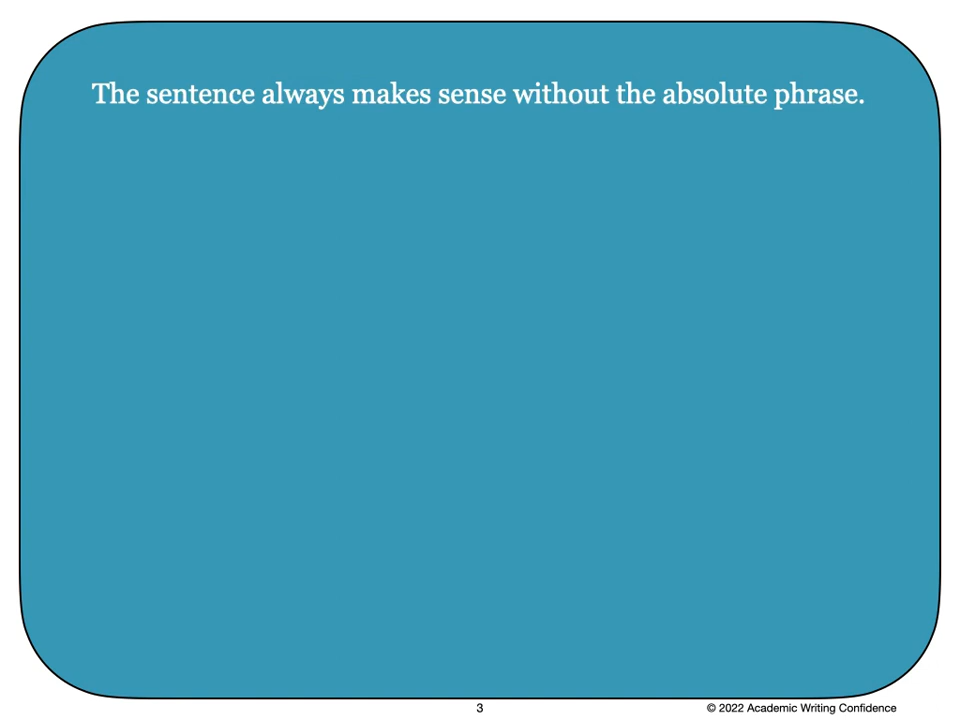 The sentence always makes sense without the absolute phrase.
3
© 2022 Academic Writing Confidence